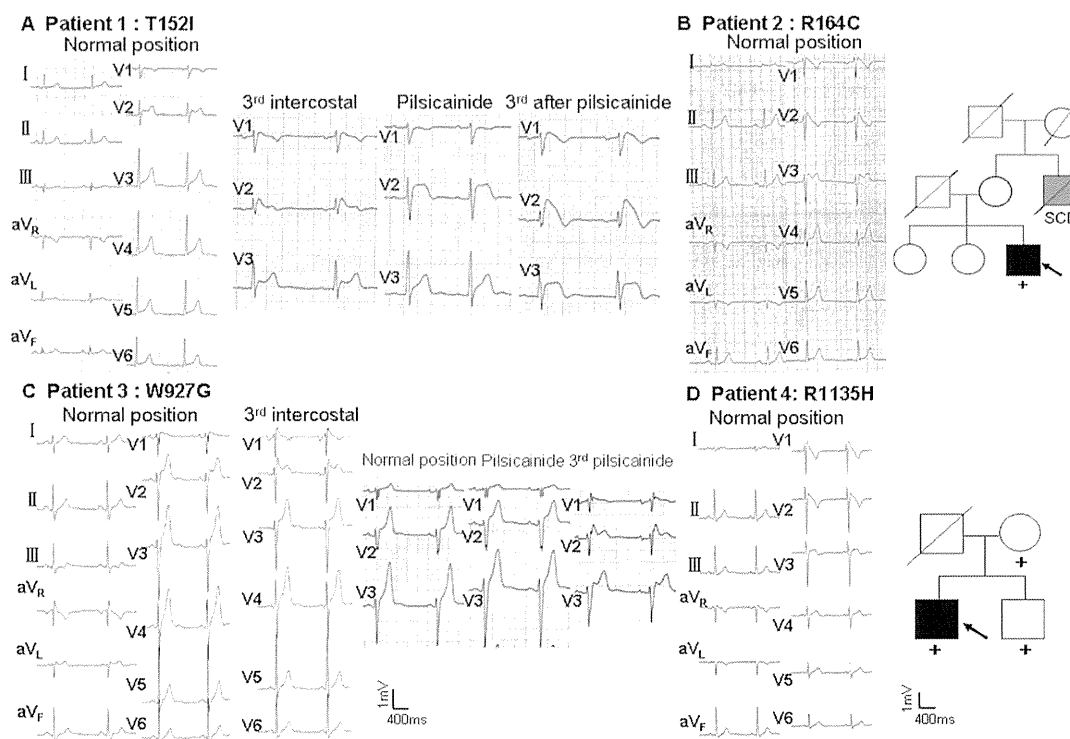 A Patient 1 : T152I
Normal position
I
II
III
aVR
aVL
aVF
V1
V2
V3
V4
V5
V6
3rd intercostal
V1
V2
V3
Pilsicainide
V1
V2
V3
3rd after pilsicainide
V1
V2
V3
B Patient 2 : R164C
Normal position
I
II
III
aVR
aVL
aVF
V1
V2
V3
V4
V5
V6
SCD
+
C Patient 3 : W927G
Normal position
I
II
III
aVR
aVL
aVF
V1
V2
V3
V4
V5
V6
3rd intercostal
V1
V2
V3
V4
V5
V6
Normal position Pilsicainide 3rd pilsicainide
V1
V2
V3
V1
V2
V3
V1
V2
V3
1mV
400ms
D Patient 4: R1135H
Normal position
I
II
III
aVR
aVL
aVF
V1
V2
V3
V4
V5
V6
+
+
+
1mV
400ms